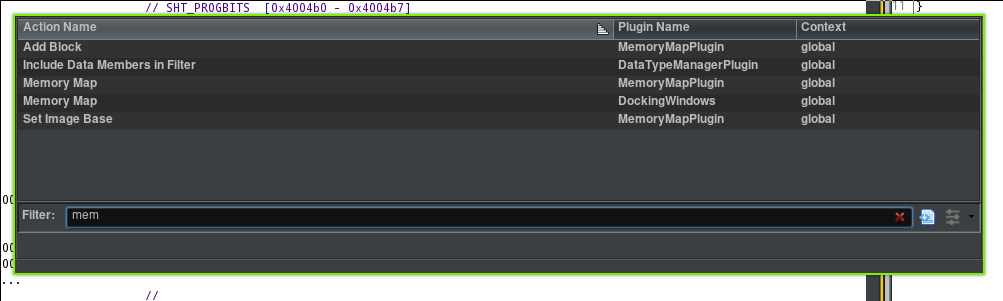 // SHT_PROGBITS [0x4004b0 - 0x4004b7]
}
Action Name Plugin Name Context
Add Block MemoryMapPlugin global
Include Data Members in Filter DataTypeManagerPlugin global
Memory Map MemoryMapPlugin global
Memory Map DockingWindows global
Set Image Base MemoryMapPlugin global
Filter: mem
...
//